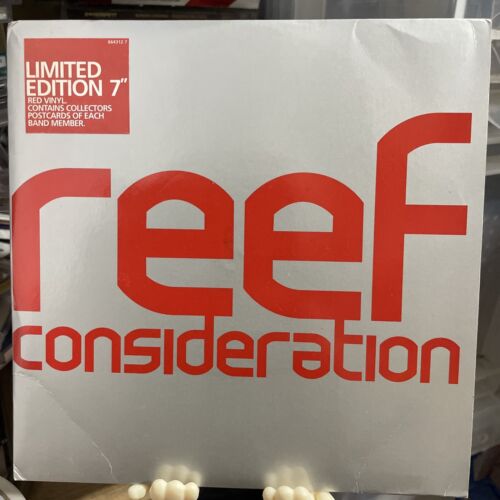 664312 7
LIMITED
EDITION 7"
RED VINYL.
CONTAINS COLLECTORS
POSTCARDS OF EACH
BAND MEMBER.
reef
consideration